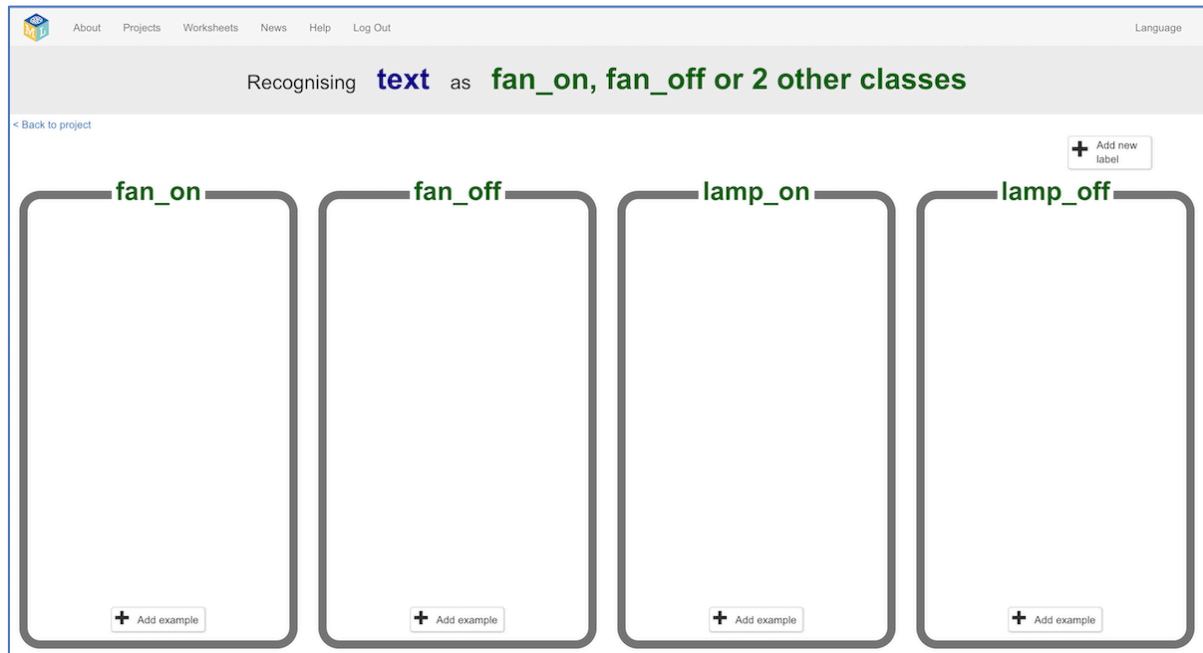 About Projects Worksheets News Help Log Out Language
Recognising text as fan_on, fan_off or 2 other classes
< Back to project
Add new
label
fan_on fan_off lamp_on lamp_off
Add example Add example Add example Add example